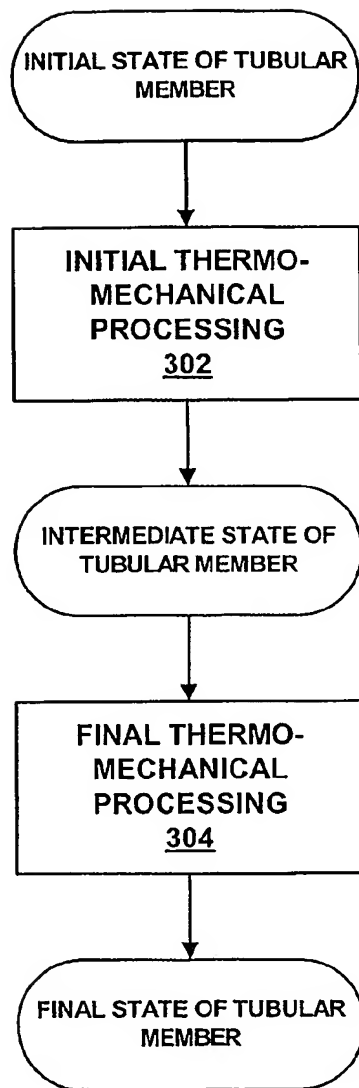 INITIAL STATE OF TUBULAR
MEMBER
INITIAL THERMO-
MECHANICAL
PROCESSING
302
INTERMEDIATE STATE OF
TUBULAR MEMBER
FINAL THERMO-
MECHANICAL
PROCESSING
304
FINAL STATE OF TUBULAR
MEMBER